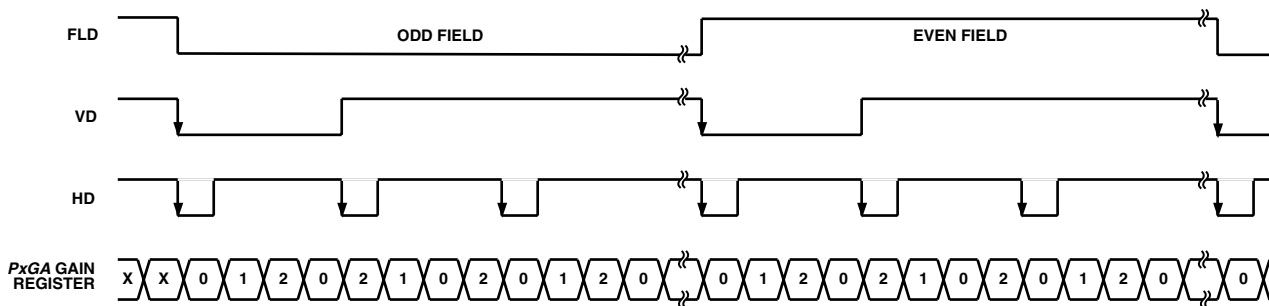 FLD
ODD FIELD
EVEN FIELD
VD
HD
PxGA GAIN
REGISTER
X X 0 1 2 0 2 1 0 2 0 1 2 0 0 1 2 0 2 1 0 2 0 1 2 0 0